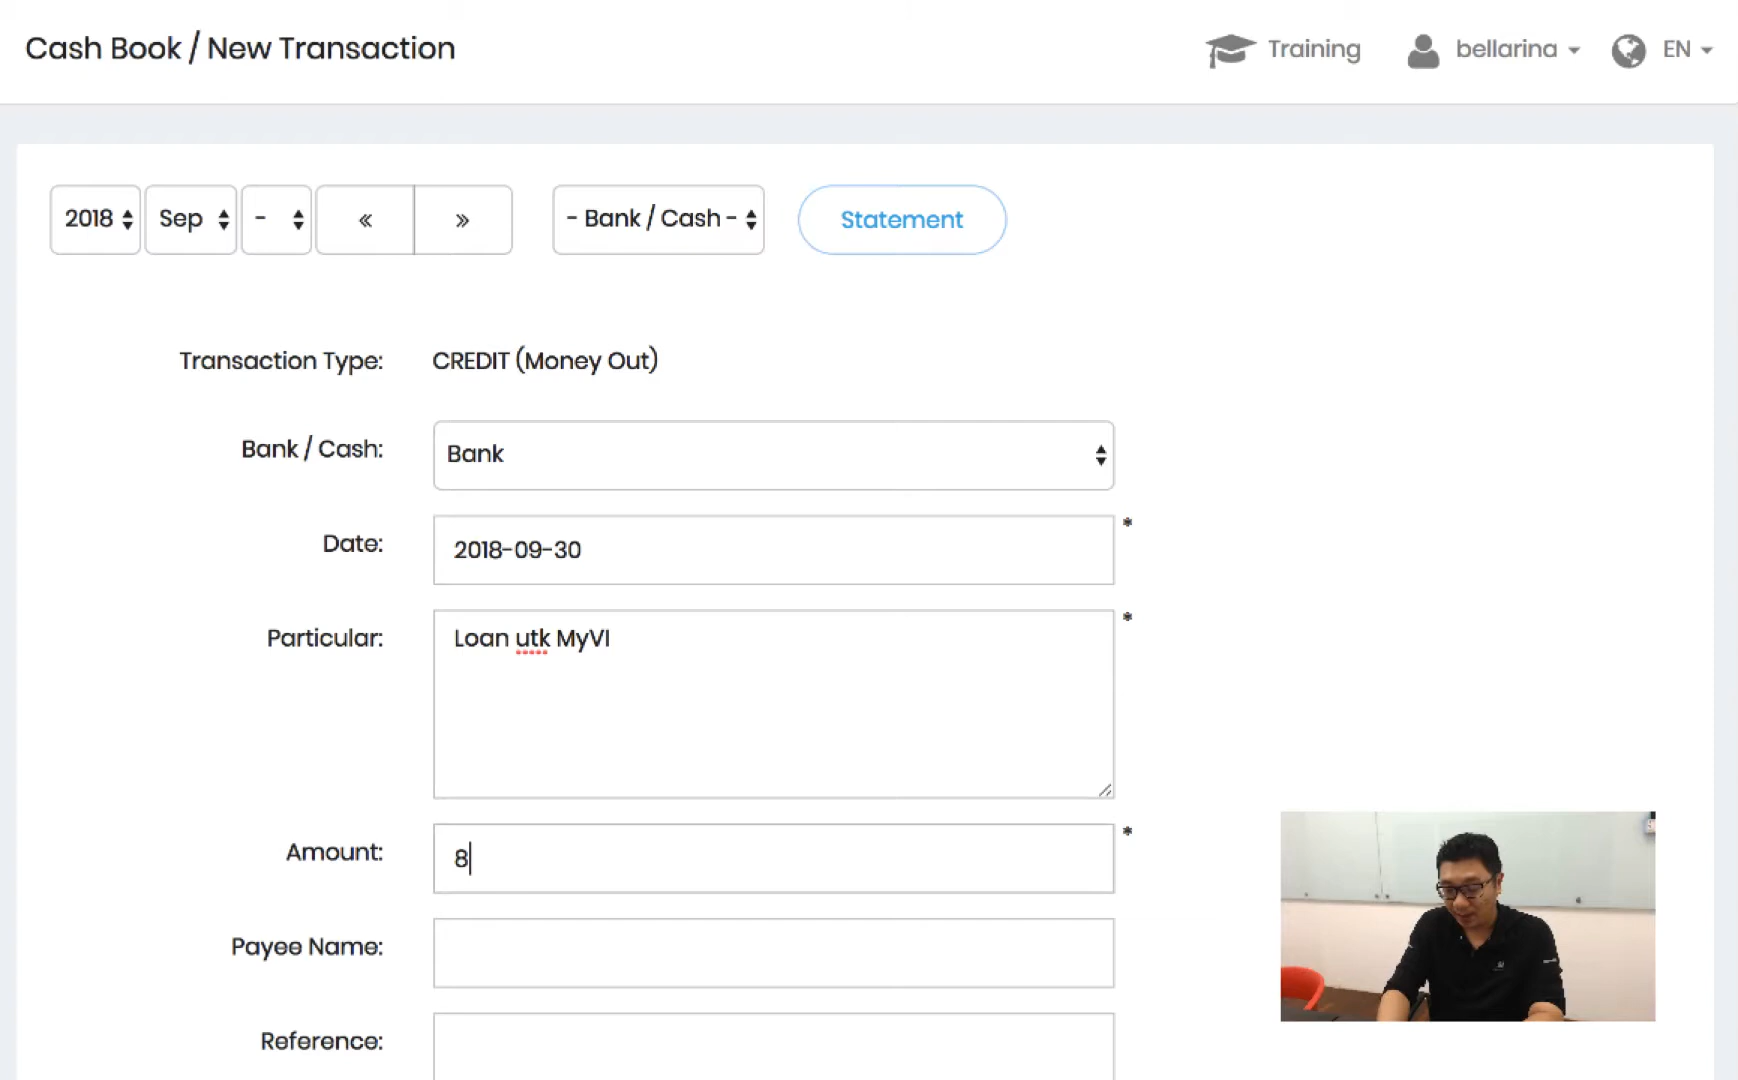 Cash Book / New Transaction
Training
bellarina
EN
2018
Sep
-
«
»
- Bank / Cash -
Statement
Transaction Type:
CREDIT (Money Out)
Bank / Cash:
Bank
Date:
2018-09-30
*
Particular:
Loan utk MyVI
*
Amount:
8
*
Payee Name:
Reference: